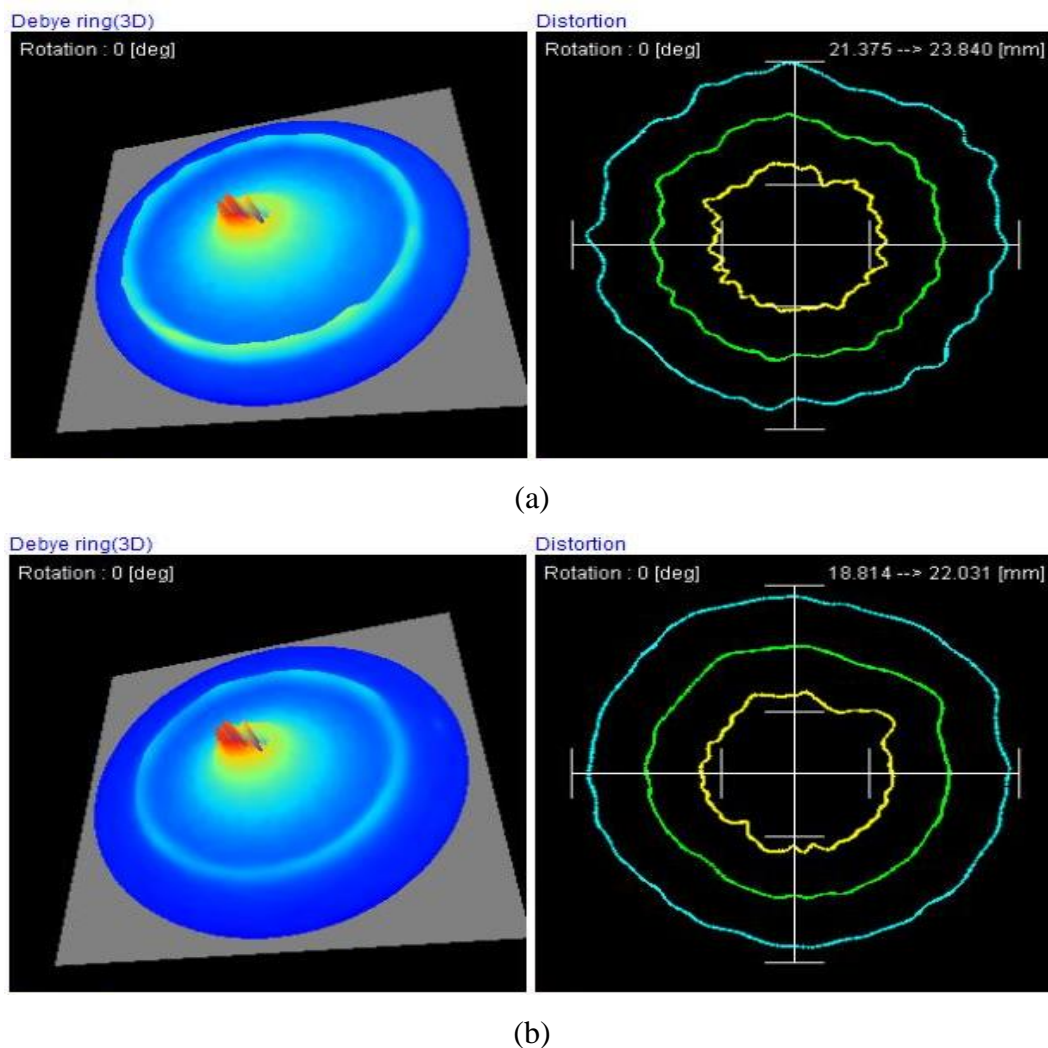 Debye ring(3D)
Distortion
Rotation : 0 [deg]
Rotation : 0 [deg]
21.375 --> 23.840 [mm]
(a)
Debye ring(3D)
Distortion
Rotation : 0 [deg]
Rotation : 0 [deg]
18.814 --> 22.031 [mm]
(b)